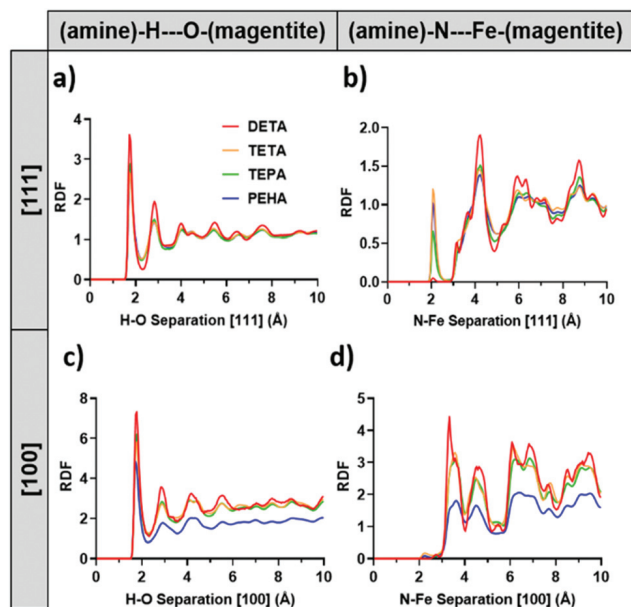 (amine)-H---O-(magentite)
(amine)-N---Fe-(magentite)
[111]
a)
RDF
4
3
2
1
0
DETA
TETA
TEPA
PEHA
0 2 4 6 8 10
H-O Separation [111] (Å)
b)
RDF
2.0
1.5
1.0
0.5
0.0
0 2 4 6 8 10
N-Fe Separation [111] (Å)
[100]
c)
RDF
8
6
4
2
0
0 2 4 6 8 10
H-O Separation [100] (Å)
d)
RDF
5
4
3
2
1
0
0 2 4 6 8 10
N-Fe Separation [100] (Å)